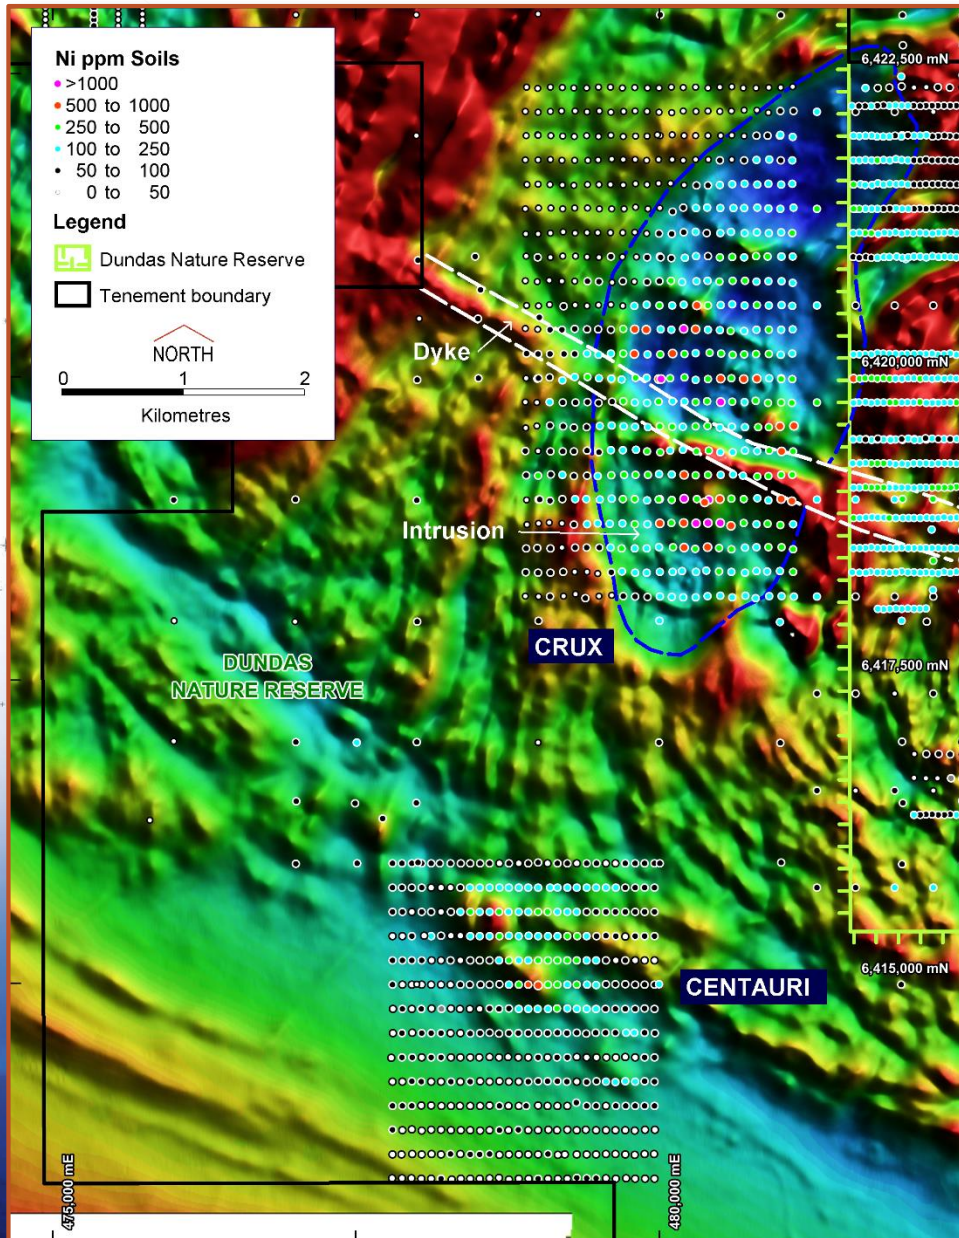 Ni ppm Soils
>1000
500 to 1000
250 to 500
100 to 250
50 to 100
0 to 50
Legend
Dundas Nature Reserve
Tenement boundary
NORTH
0 1 2
Kilometres
6,422,500 mN
Dyke
6,420,000 mN
Intrusion
CRUX
DUNDAS
NATURE RESERVE
6,417,500 mN
6,415,000 mN
CENTAURI
475,000 mE
480,000 mE